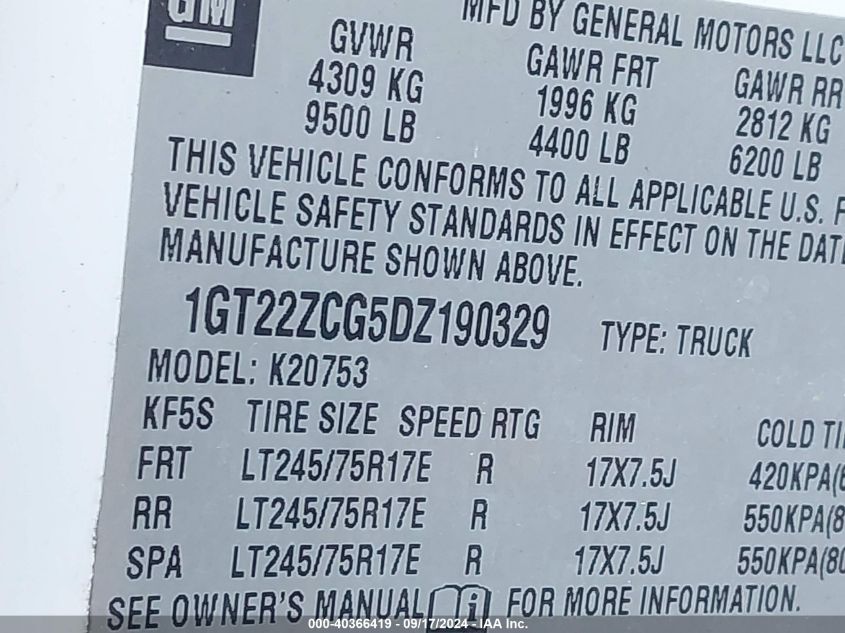 GM
MFD BY GENERAL MOTORS LLC
GVWR GAWR FRT GAWR RR
4309 KG 1996 KG 2812 KG
9500 LB 4400 LB 6200 LB
THIS VEHICLE CONFORMS TO ALL APPLICABLE U.S. F
VEHICLE SAFETY STANDARDS IN EFFECT ON THE DATE
MANUFACTURE SHOWN ABOVE.
1GT22ZCG5DZ190329 TYPE: TRUCK
MODEL: K20753
KF5S TIRE SIZE SPEED RTG RIM COLD TI
FRT LT245/75R17E R 17X7.5J 420KPA(6
RR LT245/75R17E R 17X7.5J 550KPA(8
SPA LT245/75R17E R 17X7.5J 550KPA(80
SEE OWNER'S MANUAL i FOR MORE INFORMATION.
000-40366419 - 09/17/2024 - IAA Inc.